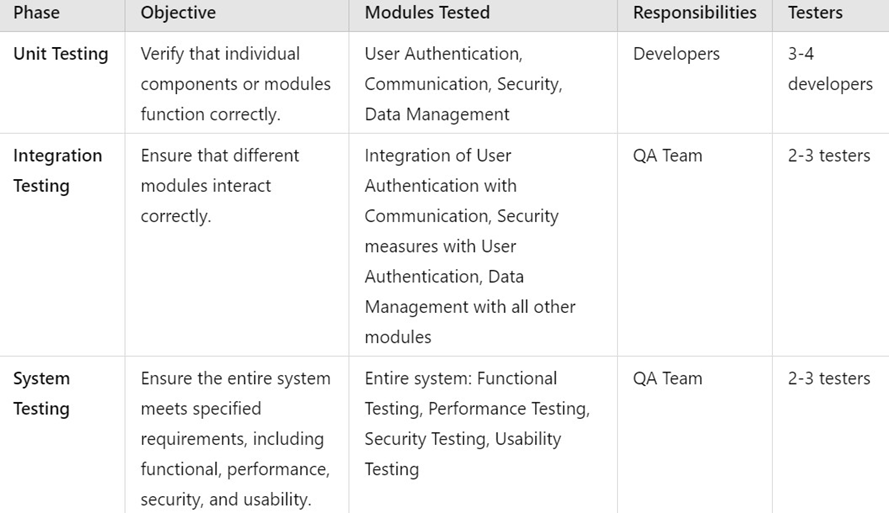 Phase Objective Modules Tested Responsibilities Testers
Unit Testing Verify that individual User Authentication, Developers 3-4
components or modules Communication, Security, developers
function correctly. Data Management
Integration Ensure that different Integration of User QA Team 2-3 testers
Testing modules interact Authentication with
correctly. Communication, Security
measures with User
Authentication, Data
Management with all other
modules
System Ensure the entire system Entire system: Functional QA Team 2-3 testers
Testing meets specified Testing, Performance Testing,
requirements, including Security Testing, Usability
functional, performance, Testing
security, and usability.